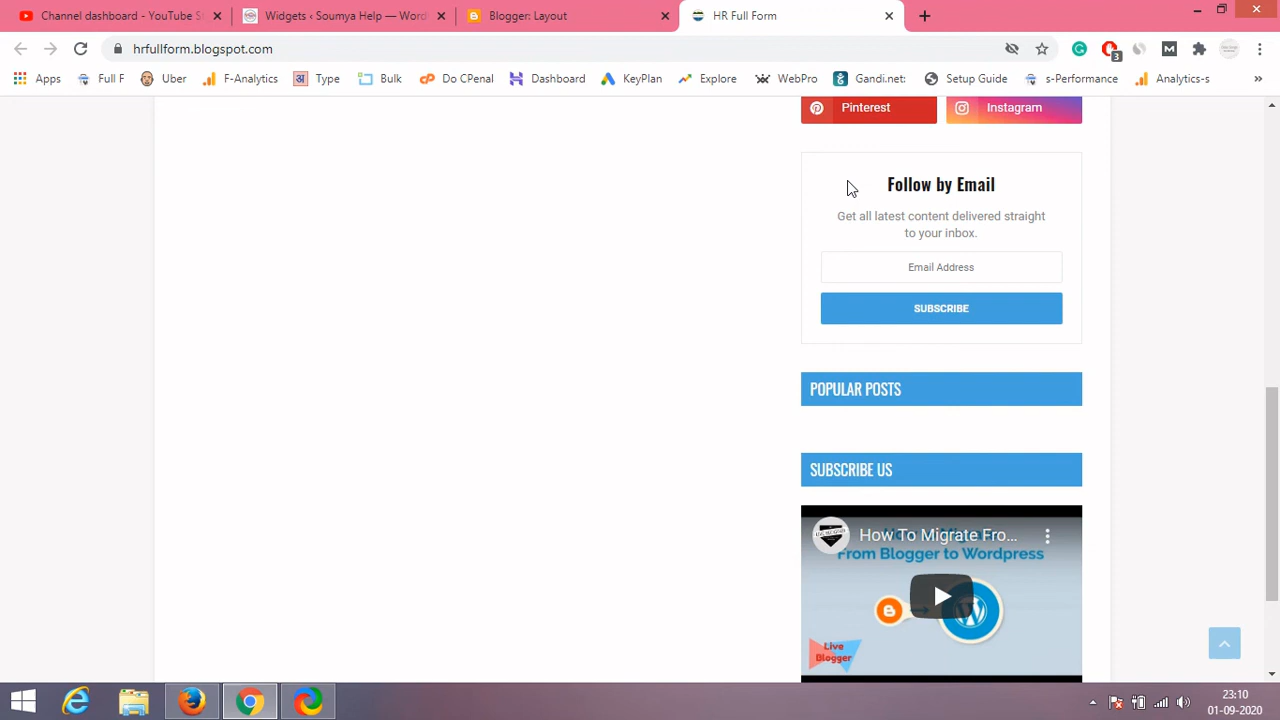 Channel dashboard - YouTube S
Widgets ‹ Soumya Help — Word
Blogger: Layout
HR Full Form
hrfullform.blogspot.com
3
Apps
Full F
Uber
F-Analytics
Type
Bulk
Do CPenal
Dashboard
KeyPlan
Explore
WebPro
Gandi.net:
Setup Guide
s-Performance
Analytics-s
»
Pinterest
Instagram
Follow by Email
Get all latest content delivered straight
to your inbox.
Email Address
SUBSCRIBE
POPULAR POSTS
SUBSCRIBE US
How To Migrate Fro...
From Blogger to Wordpress
Live
Blogger
23:10
01-09-2020